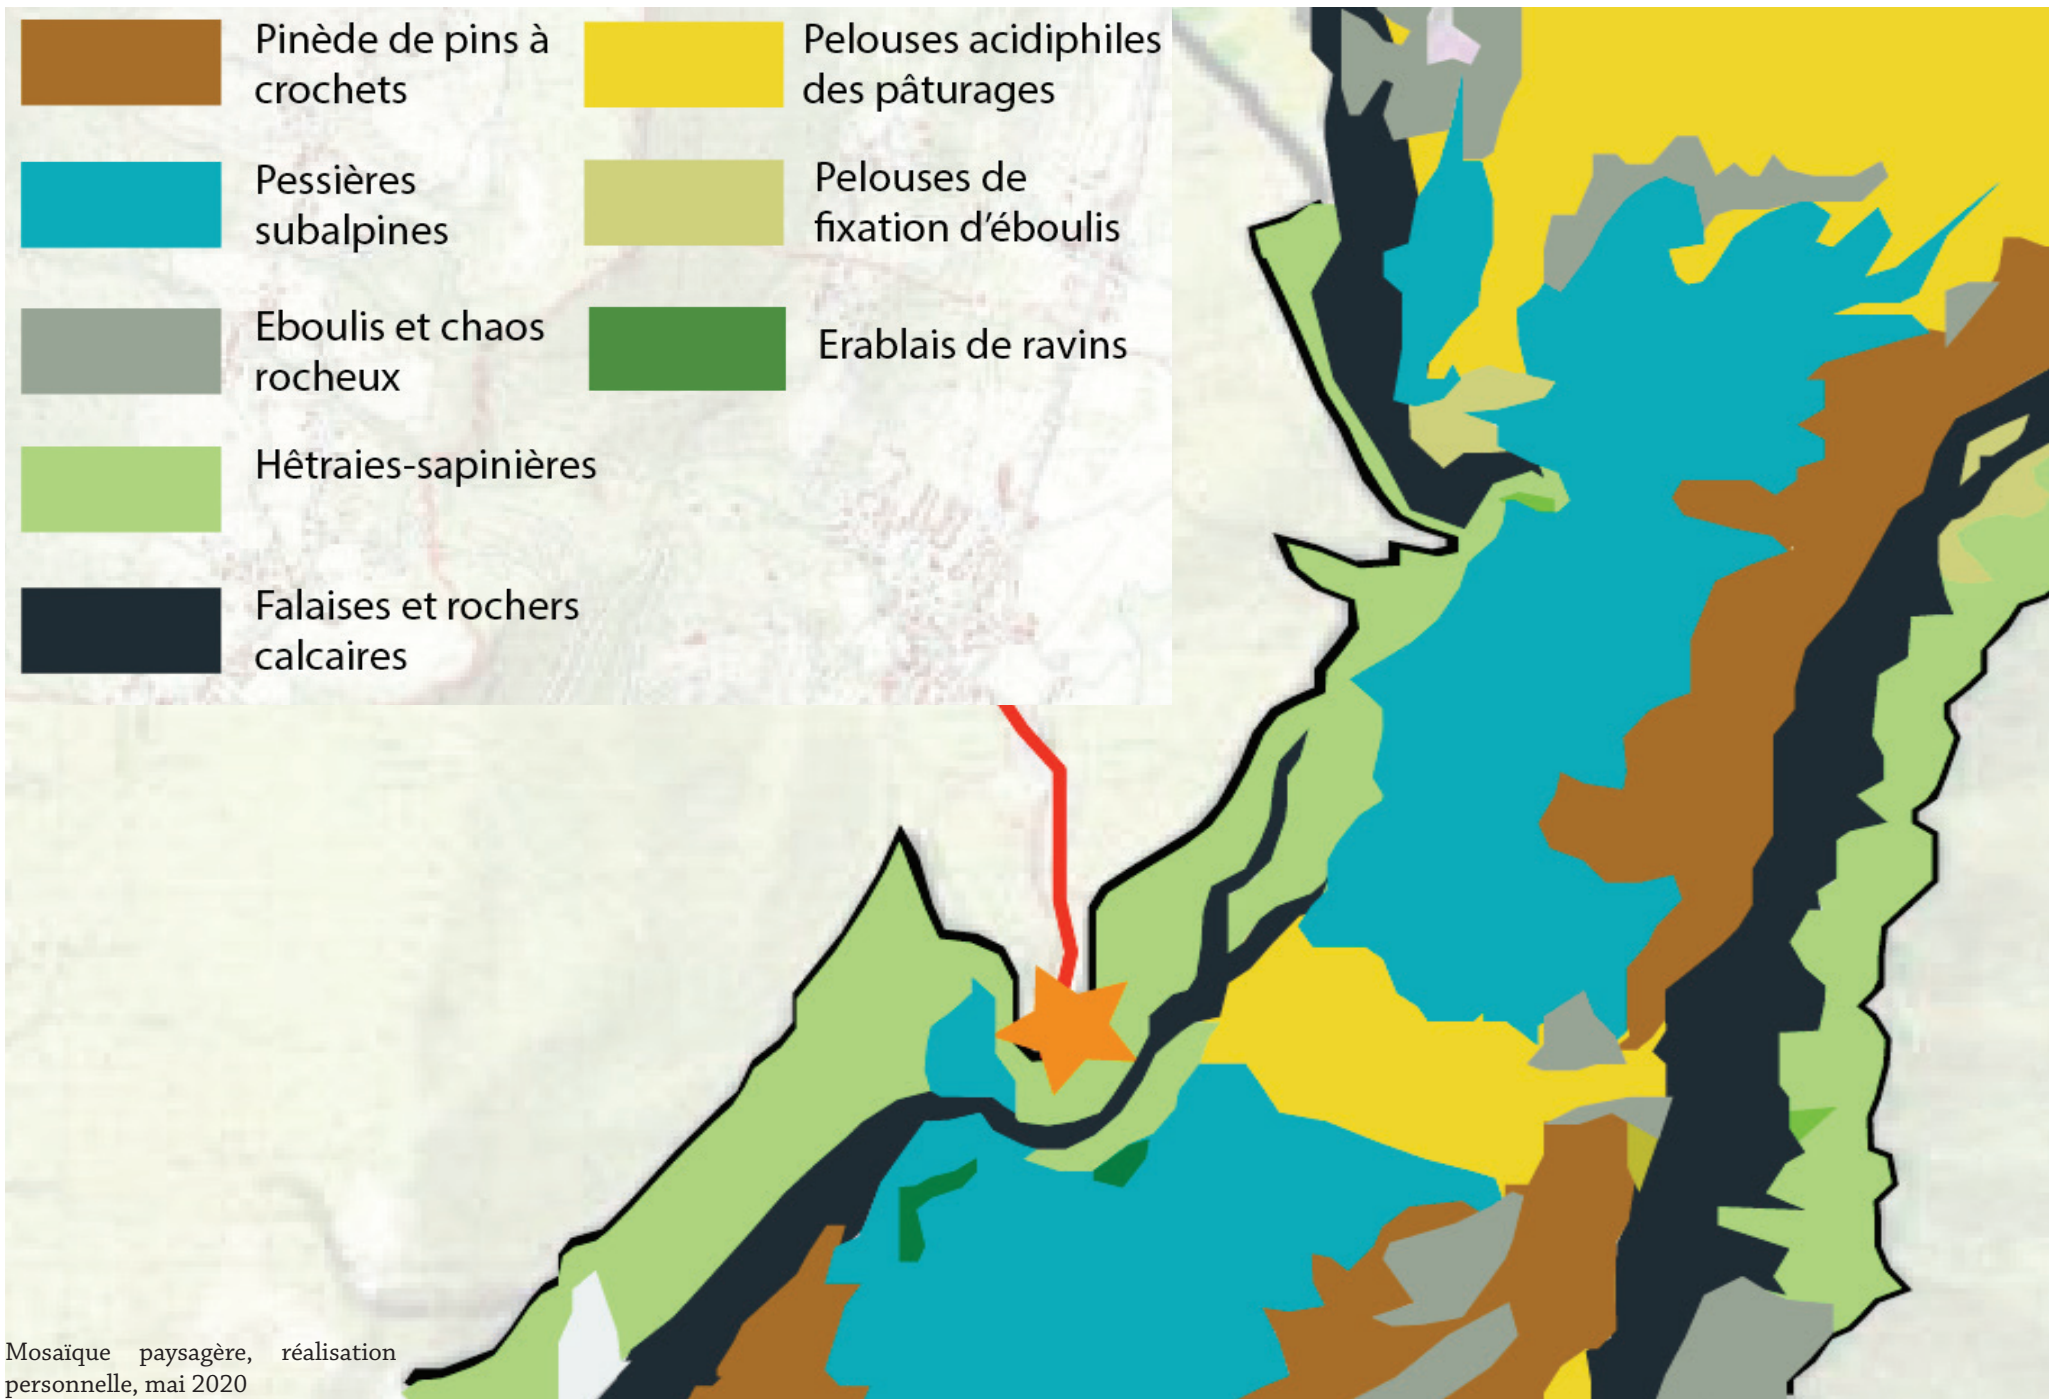 Pinède de pins à
crochets
Pessières
subalpines
Eboulis et chaos
rocheux
Hêtraies-sapinières
Falaises et rochers
calcaires
Pelouses acidiphiles
des pâturages
Pelouses de
fixation d'éboulis
Erablais de ravins
Mosaïque paysagère, réalisation
personnelle, mai 2020